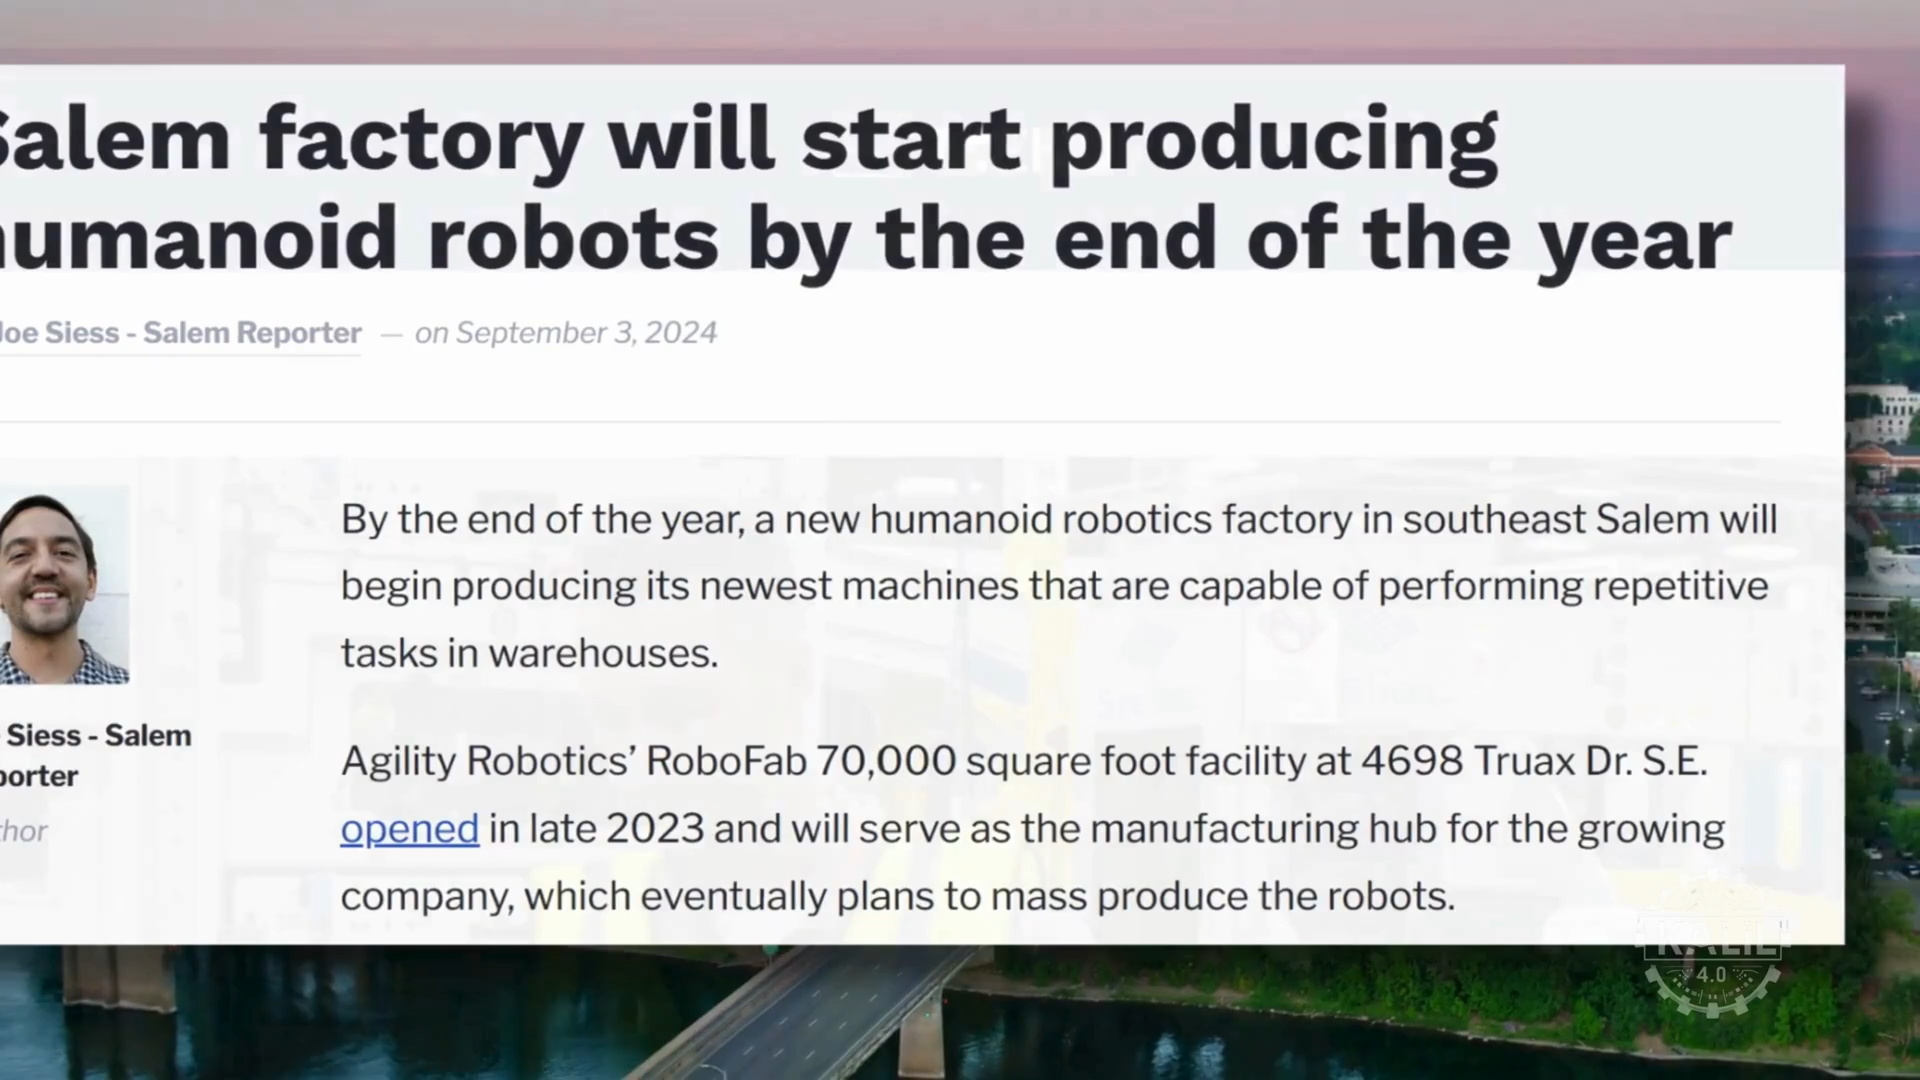 Salem factory will start producing
humanoid robots by the end of the year
Joe Siess - Salem Reporter — on September 3, 2024
By the end of the year, a new humanoid robotics factory in southeast Salem will
begin producing its newest machines that are capable of performing repetitive
tasks in warehouses.
Siess - Salem
porter
thor
Agility Robotics’ RoboFab 70,000 square foot facility at 4698 Truax Dr. S.E.
opened in late 2023 and will serve as the manufacturing hub for the growing
company, which eventually plans to mass produce the robots.
KALIL
4.0